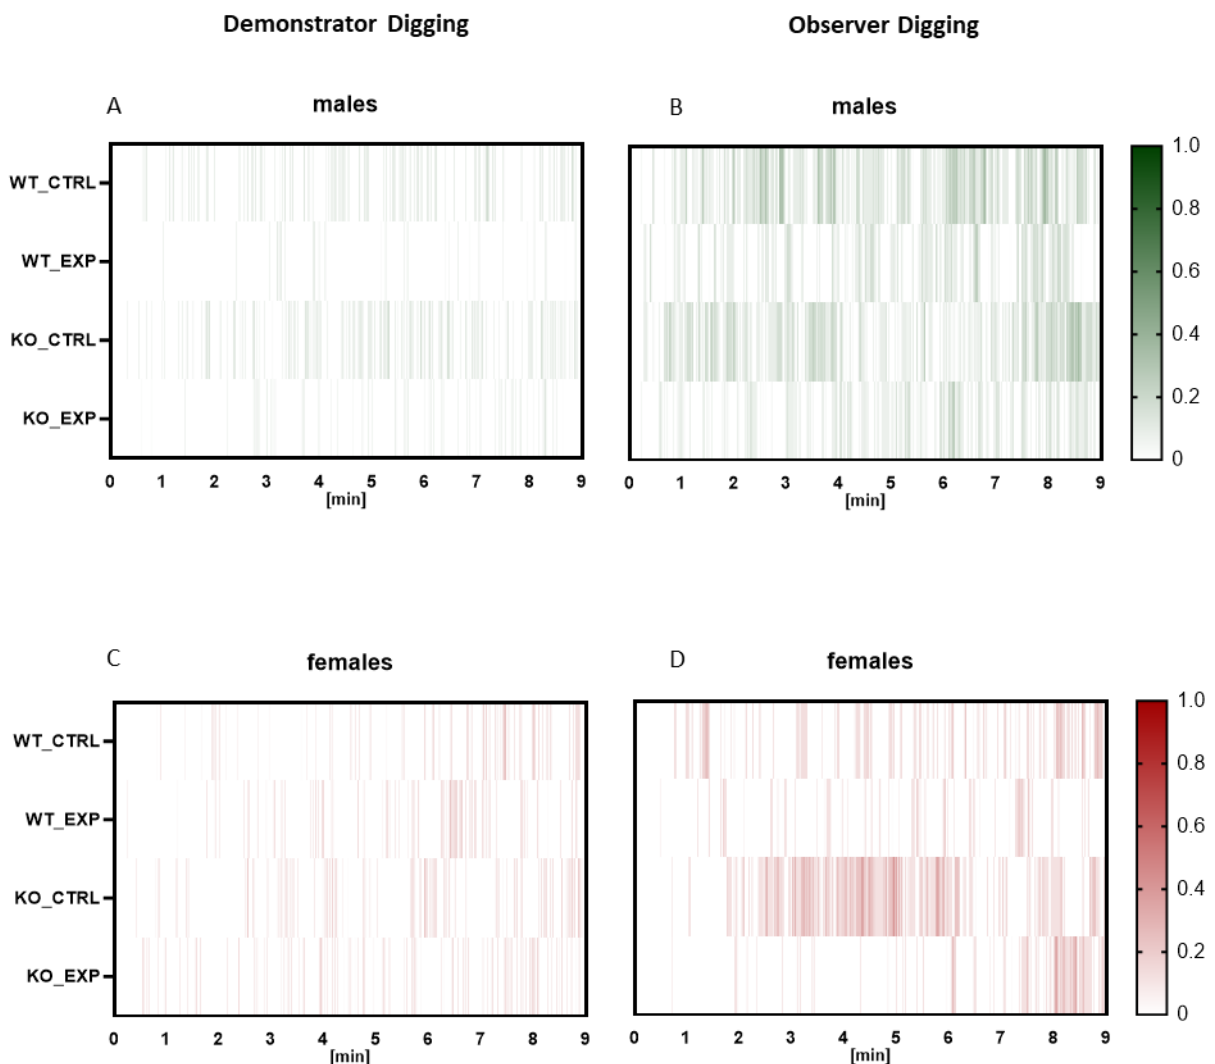 Demonstrator Digging
Observer Digging
A
males
B
males
WT_CTRL
WT_EXP
KO_CTRL
KO_EXP
1.0
0.8
0.6
0.4
0.2
0
0 1 2 3 4 5 6 7 8 9
[min]
0 1 2 3 4 5 6 7 8 9
[min]
C
females
D
females
WT_CTRL
WT_EXP
KO_CTRL
KO_EXP
1.0
0.8
0.6
0.4
0.2
0
0 1 2 3 4 5 6 7 8 9
[min]
0 1 2 3 4 5 6 7 8 9
[min]